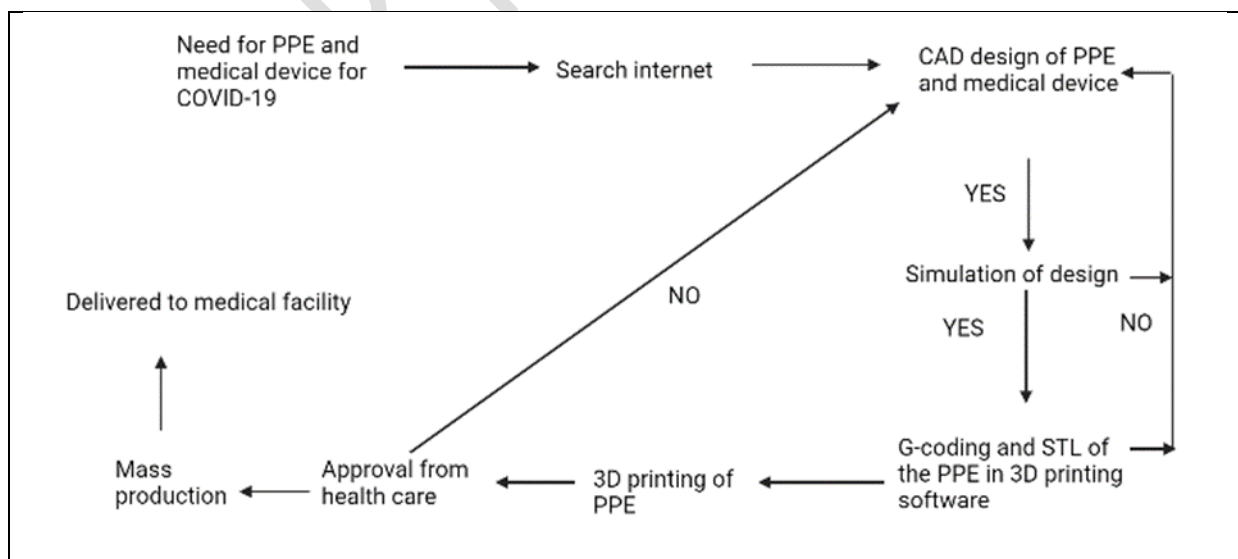 Need for PPE and
medical device for
COVID-19
Search internet
CAD design of PPE
and medical device
YES
Simulation of design
NO
YES
NO
Delivered to medical facility
G-coding and STL of
the PPE in 3D printing
software
3D printing of
PPE
Approval from
health care
Mass
production